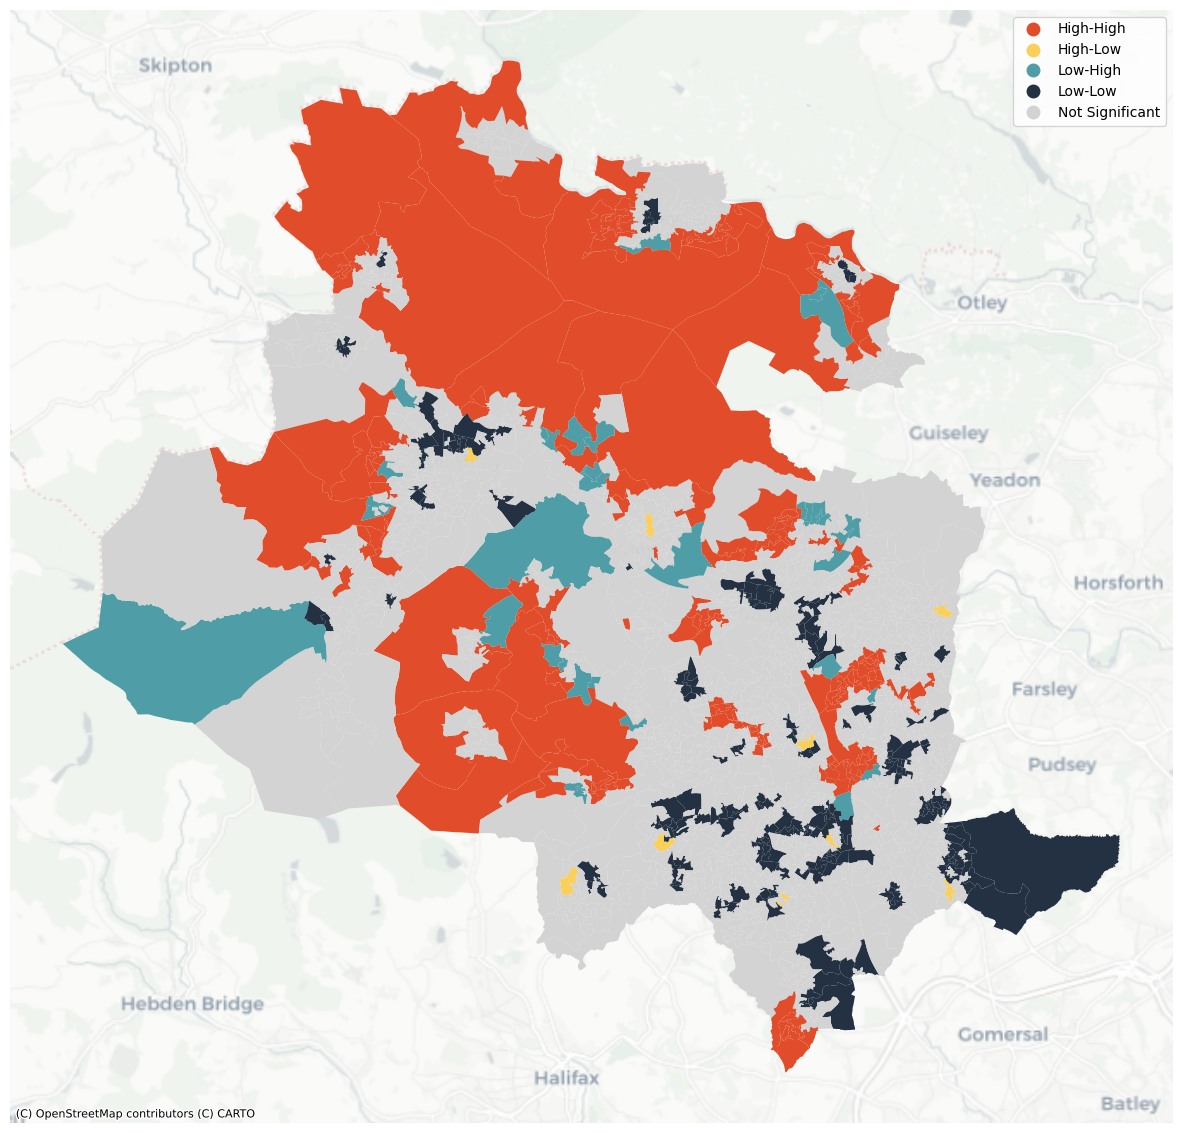 High-High
High-Low
Low-High
Low-Low
Not Significant
Skipton
Otley
Guiseley
Yeadon
Horsforth
Farsley
Pudsey
Hebden Bridge
Gomersal
Halifax
Batley
(C) OpenStreetMap contributors (C) CARTO